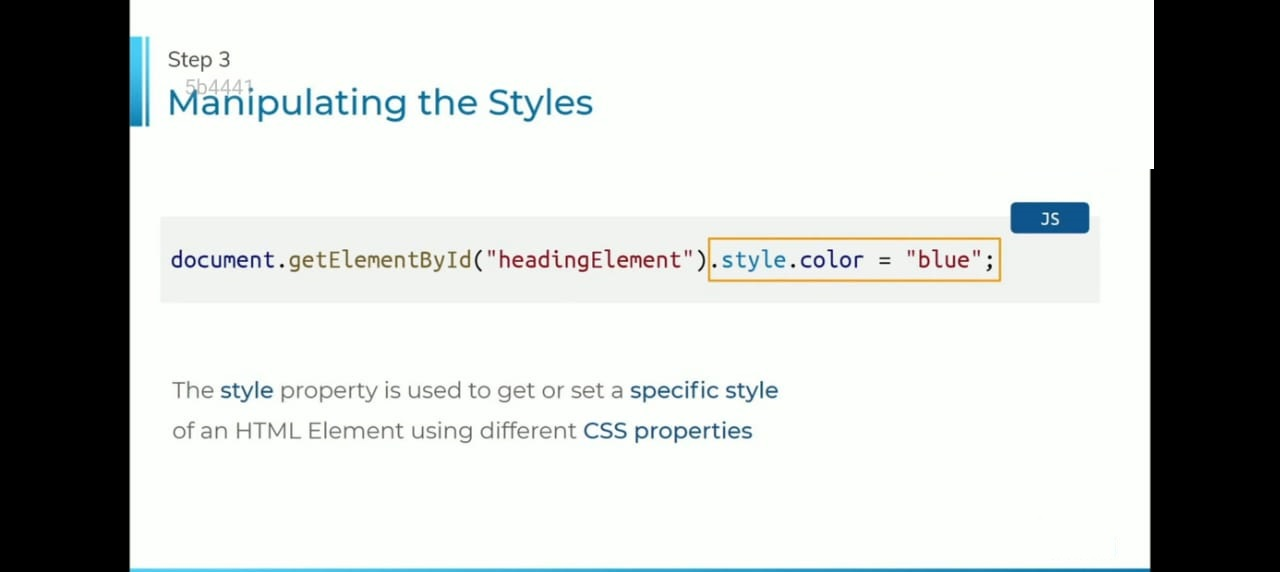 Step 3
5b4441
Manipulating the Styles
JS
document.getElementById("headingElement").style.color = "blue";
The style property is used to get or set a specific style
of an HTML Element using different CSS properties